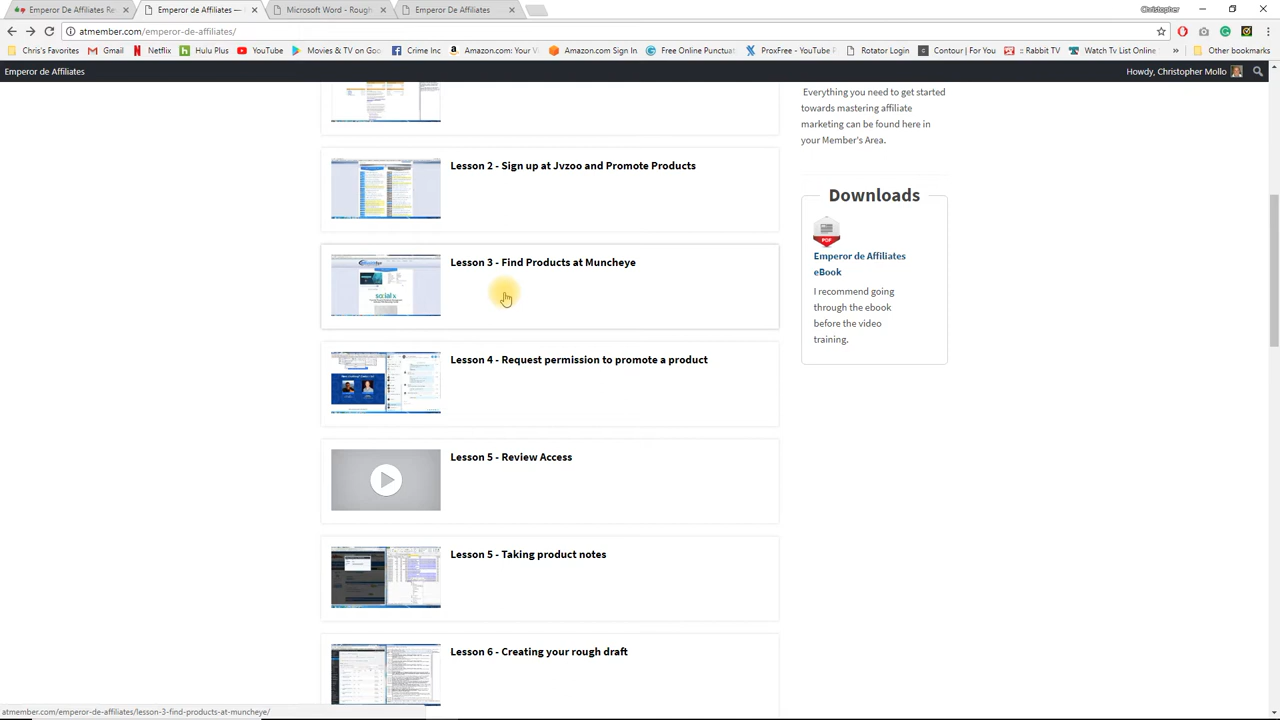 Christopher
Emperor De Affiliates Re
Emperor de Affiliates —
Microsoft Word - Rough
Emperor De Affiliates
atmember.com/emperor-de-affiliates/
Chris's Favorites
Gmail
Netflix
Hulu Plus
YouTube
Movies & TV on Goo
Crime Inc.
Amazon.com: Your V
Amazon.com Sign In
Free Online Punctuat
ProxFree - YouTube P
Rotator Login
Contour | For You
:: Rabbit TV
Watch Tv List Online
»
Other bookmarks
Emperor de Affiliates
Howdy, Christopher Mollo
Everything you need to get started
towards mastering affiliate
marketing can be found here in
your Member's Area.
Lesson 2 - Sign up at Jvzoo and Promote Products
Downloads
PDF
Emperor de Affiliates
eBook
I recommend going
through the ebook
before the video
training.
Lesson 3 - Find Products at Muncheye
social x
Lesson 4 - Request permission to promote a product
Lesson 5 - Review Access
Lesson 5 - Taking product notes
Lesson 6 - Creating your rough draft
atmember.com/emperor-de-affiliates/lesson-3-find-products-at-muncheye/